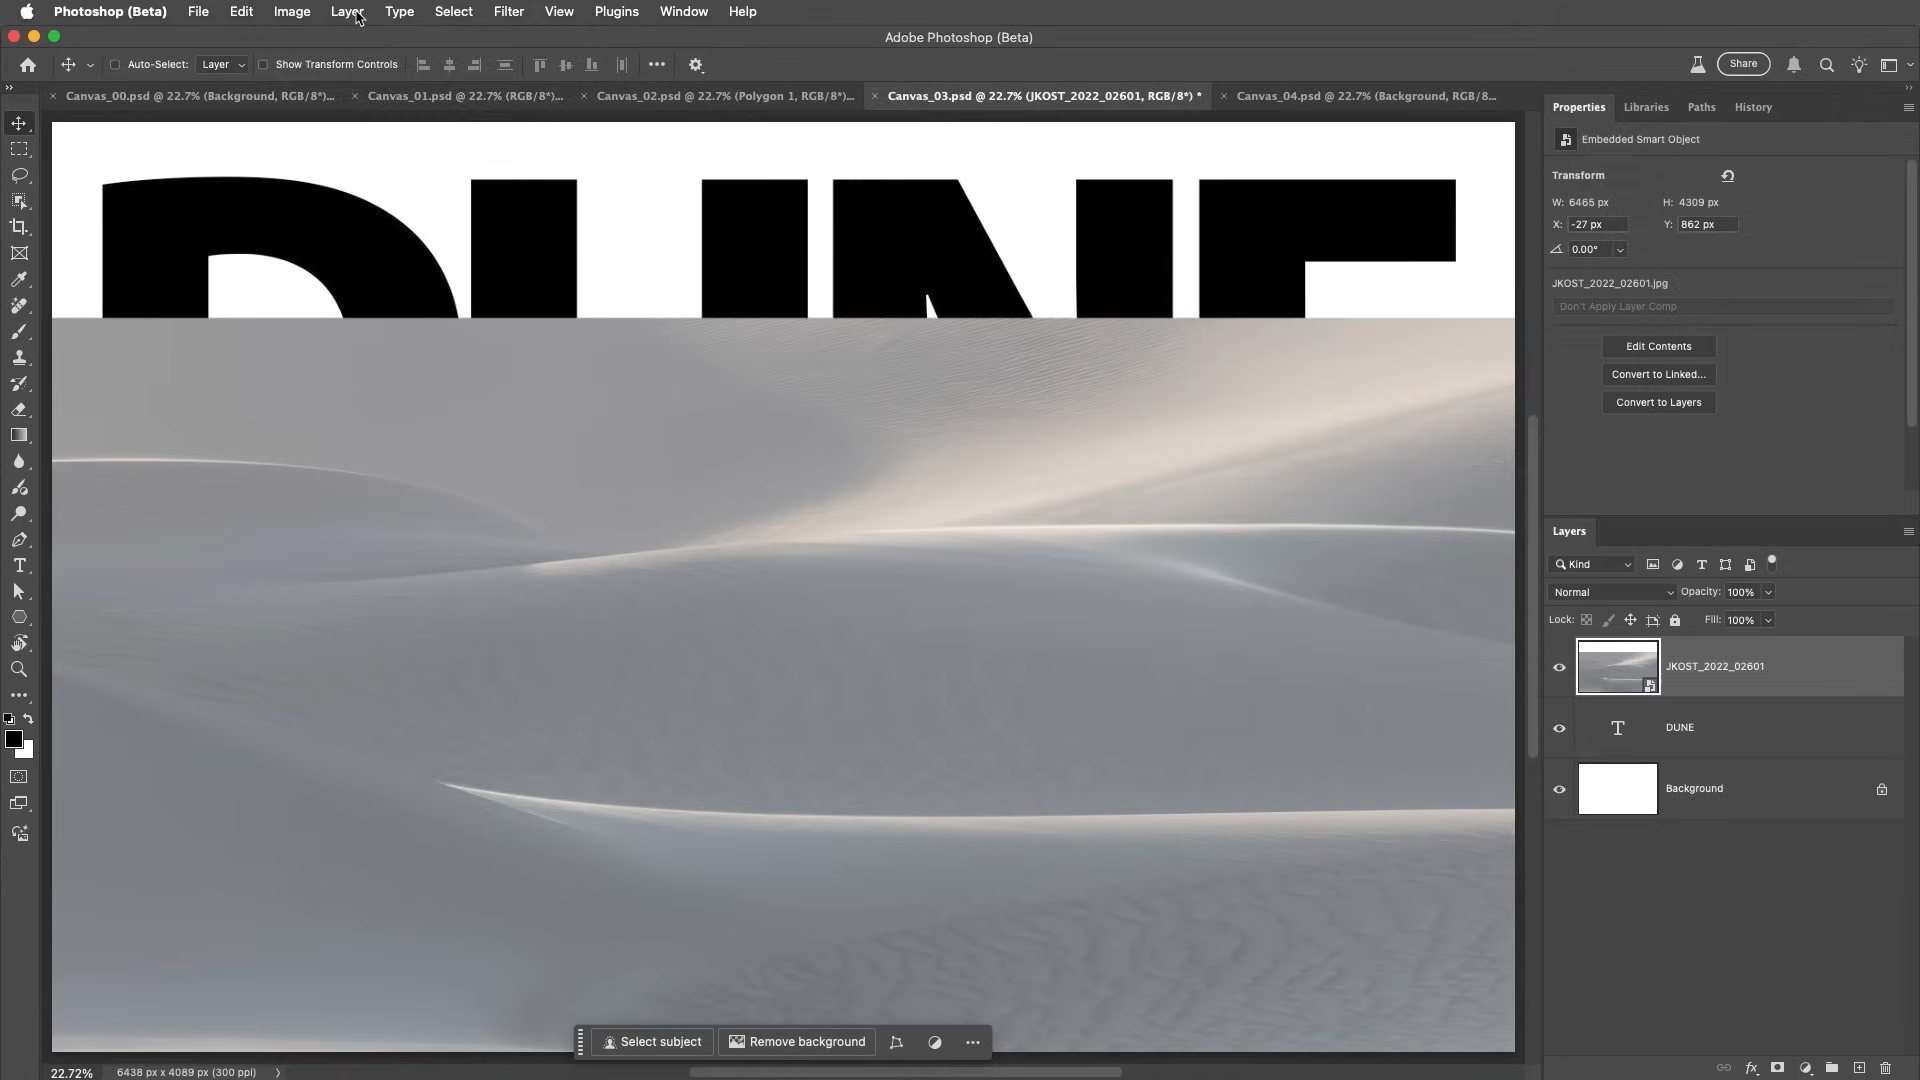 Photoshop (Beta) File Edit Image Layer Type Select Filter View Plugins Window Help
Adobe Photoshop (Beta)
Auto-Select: Layer Show Transform Controls Share
Canvas_00.psd @ 22.7% (Background, RGB/8*)... Canvas_01.psd @ 22.7% (RGB/8*)... Canvas_02.psd @ 22.7% (Polygon 1, RGB/8*)... Canvas_03.psd @ 22.7% (JKOST_2022_02601, RGB/8*) * Canvas_04.psd @ 22.7% (Background, RGB/8...
Properties Libraries Paths History
Embedded Smart Object
Transform
W: 6465 px H: 4309 px
X: -27 px Y: 862 px
0.00°
JKOST_2022_02601.jpg
Don't Apply Layer Comp
Edit Contents
Convert to Linked...
Convert to Layers
DUNE
Layers
Kind
Normal Opacity: 100%
Lock: Fill: 100%
JKOST_2022_02601
DUNE
Background
Select subject Remove background
22.72% 6438 px x 4089 px (300 ppi)